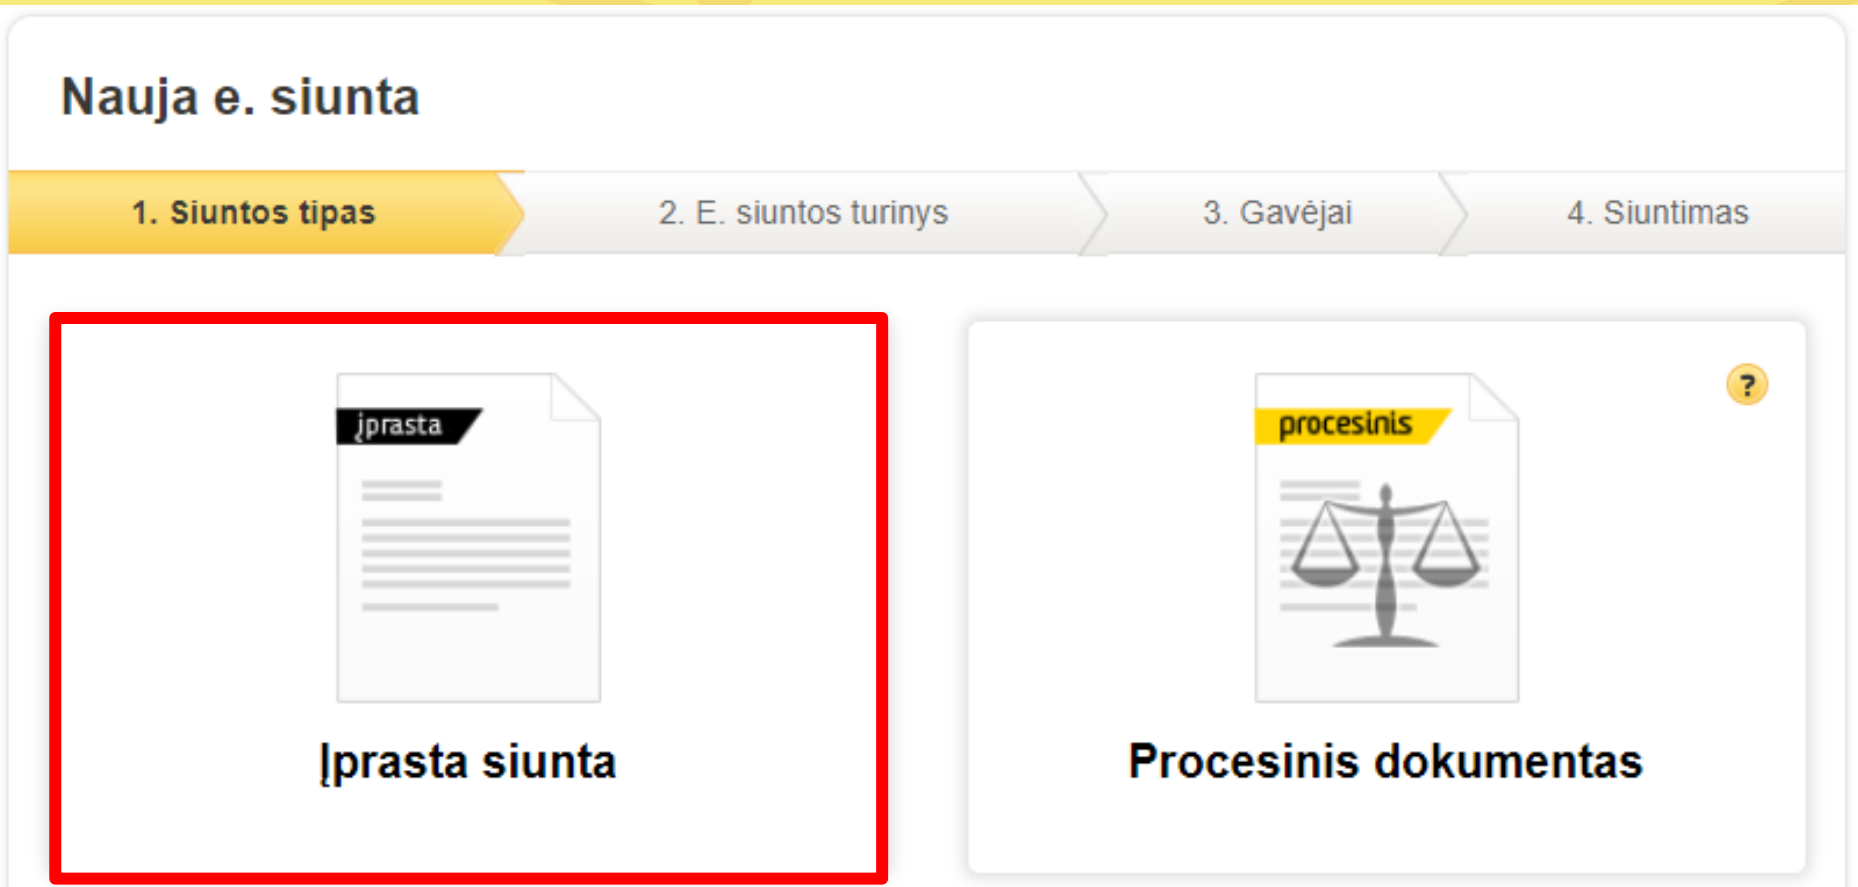 Nauja e. siunta
1. Siuntos tipas
2. E. siuntos turinys
3. Gavėjai
4. Siuntimas
įprasta
Įprasta siunta
?
procesinis
Procesinis dokumentas